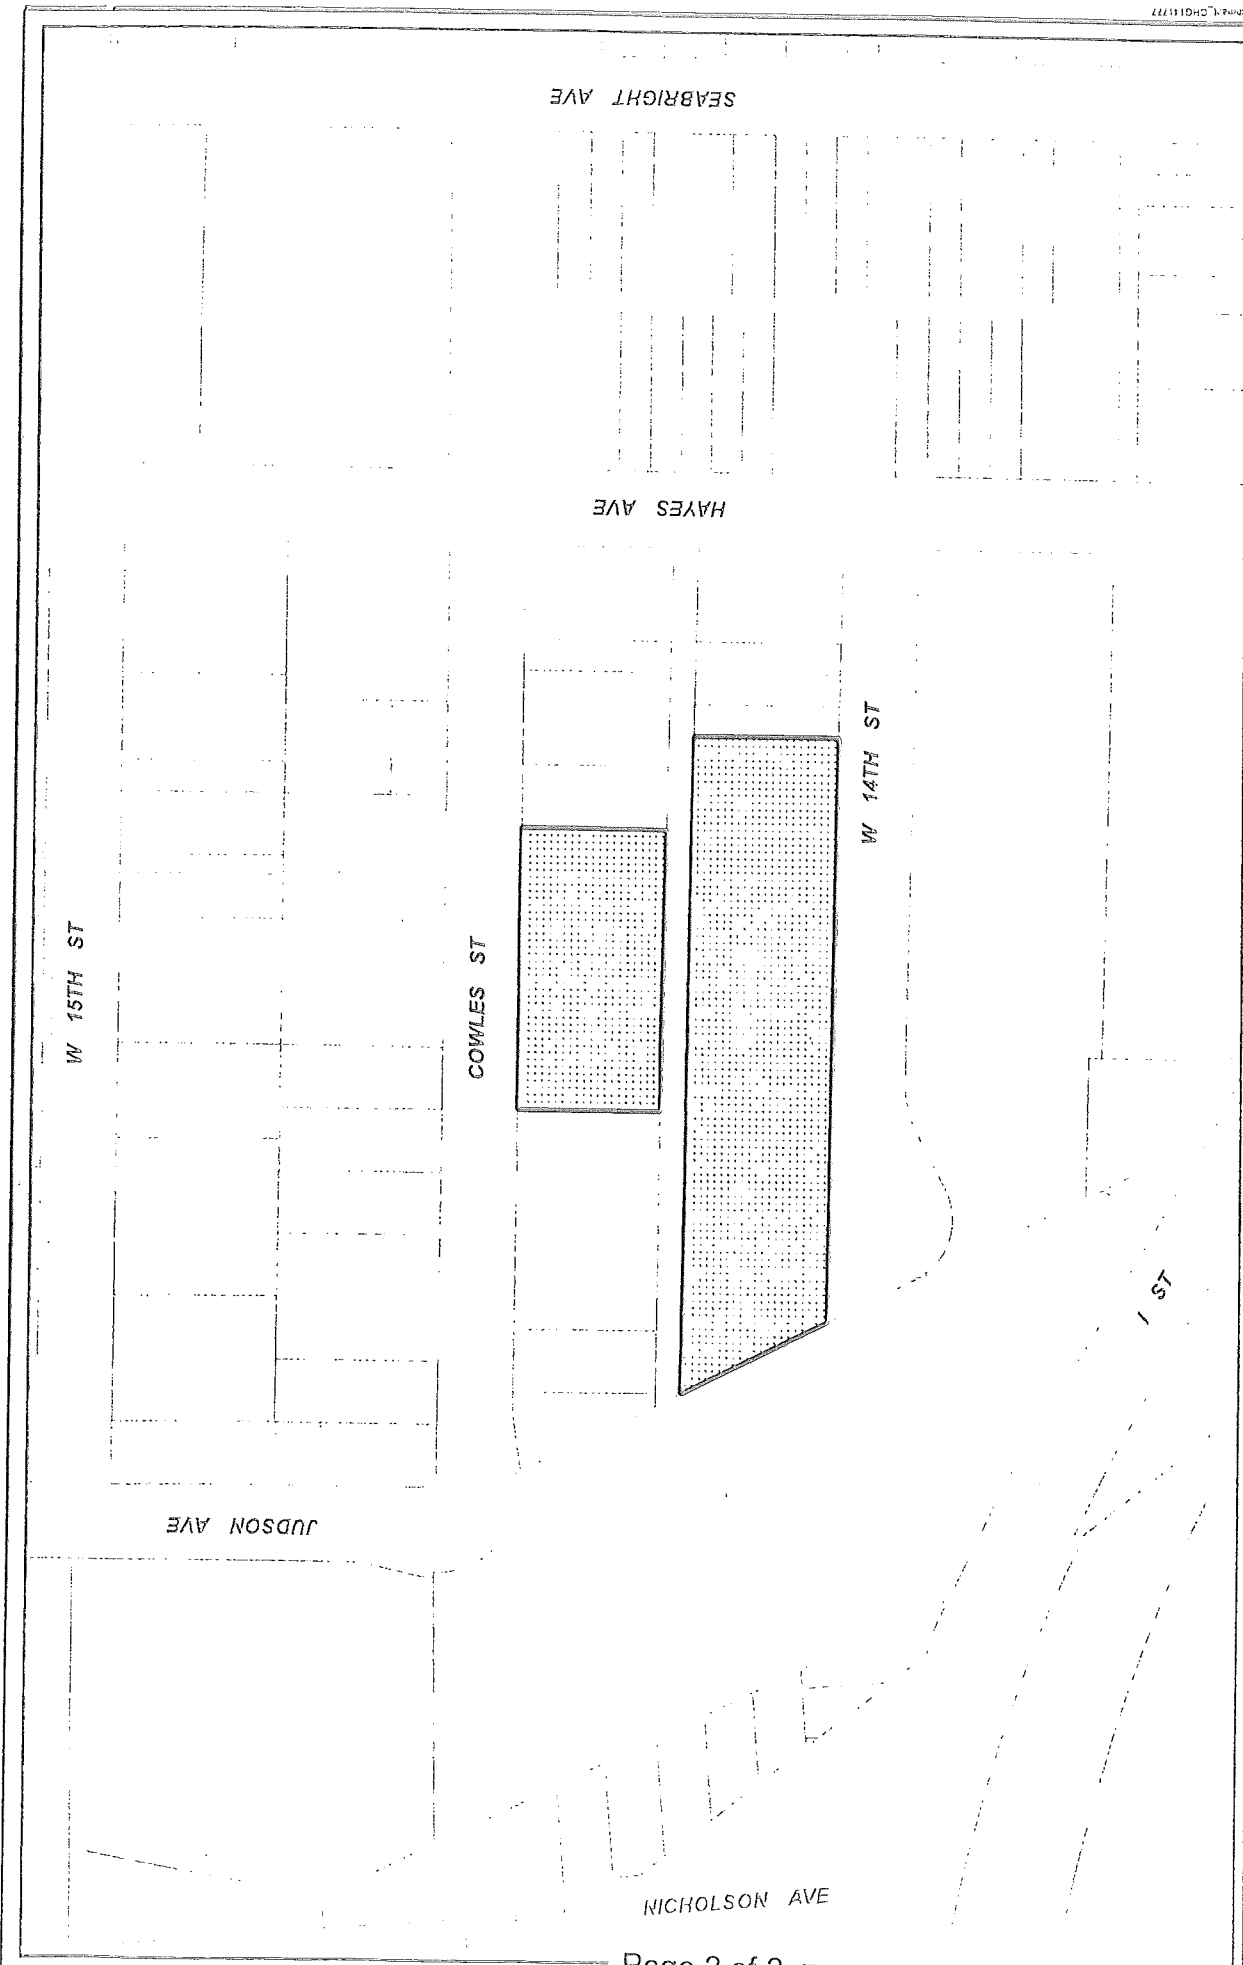 SEABRIGHT AVE
HAYES AVE
W 14TH ST
W 15TH ST
COWLES ST
I ST
JUDSON AVE
NICHOLSON AVE
Page 2 of 2